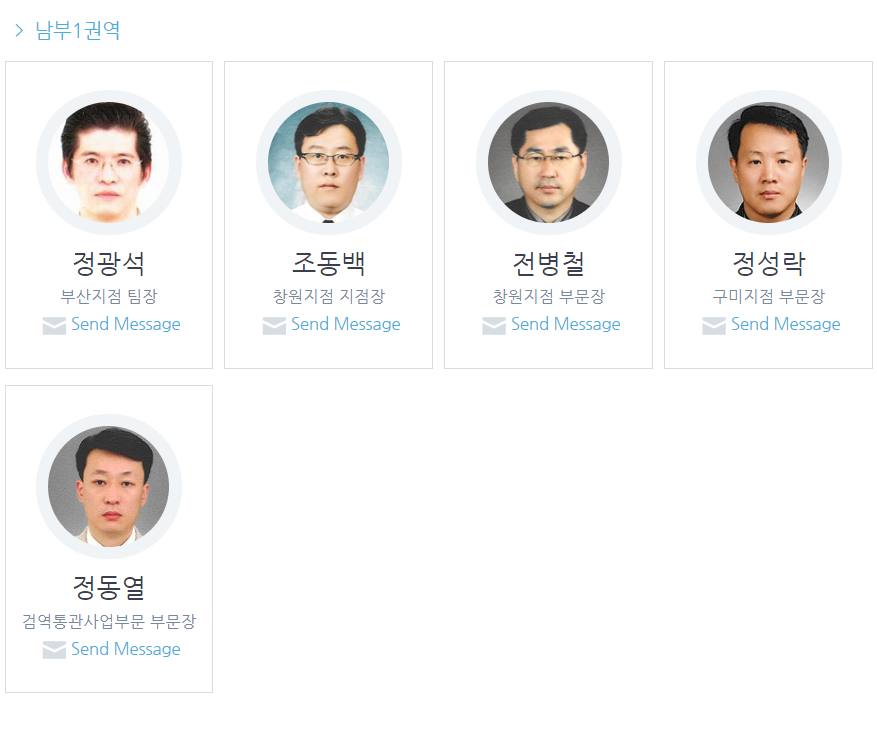 > 남부1권역
정광석
부산지점 팀장
Send Message
조동백
창원지점 지점장
Send Message
전병철
창원지점 부문장
Send Message
정성락
구미지점 부문장
Send Message
정동열
검역통관사업부문 부문장
Send Message